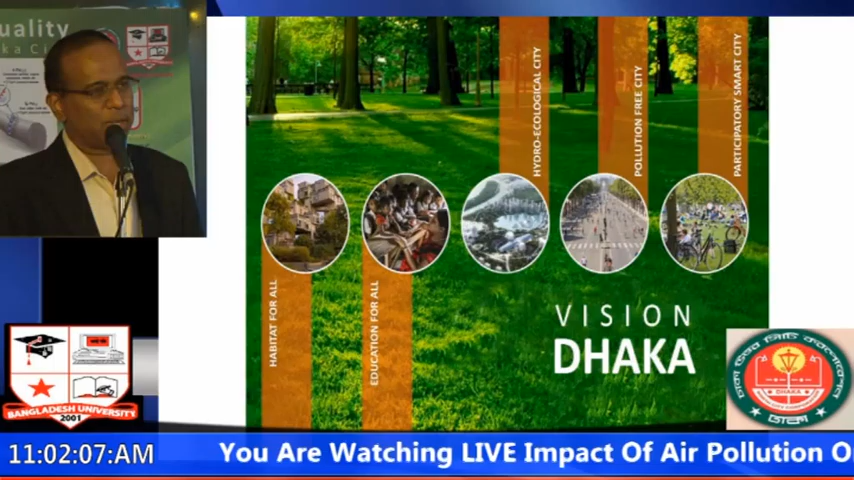 uality
ka Ci
HYDRO-ECOLOGICAL CITY
POLLUTION FREE CITY
PARTICIPATORY SMART CITY
HABITAT FOR ALL
EDUCATION FOR ALL
VISION
DHAKA
BANGLADESH UNIVERSITY
2001
DHAKA
ঢাকা
11:02:07:AM
You Are Watching LIVE Impact Of Air Pollution O